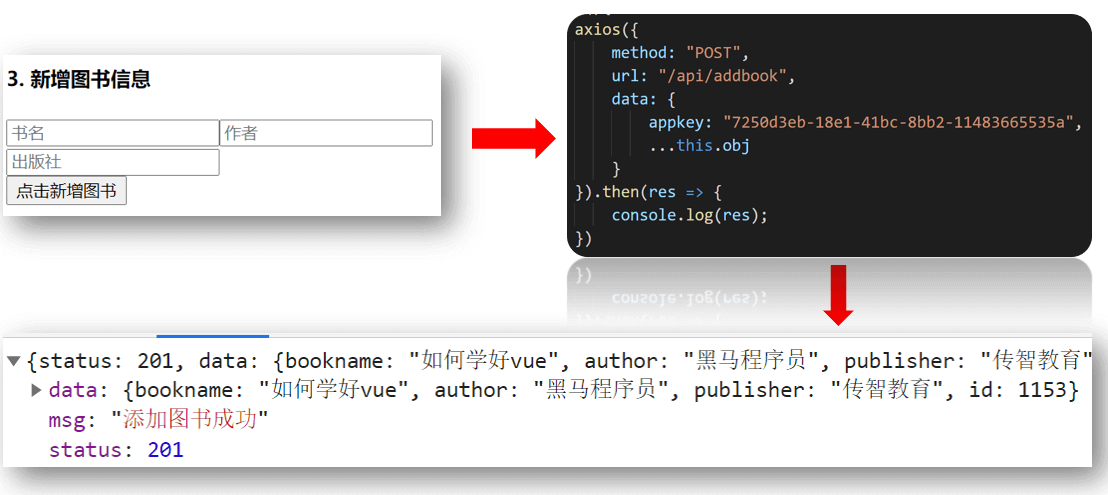 3. 新增图书信息
书名 作者
出版社
点击新增图书
axios({
method: "POST",
url: "/api/addbook",
data: {
appkey: "7250d3eb-18e1-41bc-8bb2-11483665535a",
...this.obj
}
}).then(res => {
console.log(res);
})
})
console.log(res);
{status: 201, data: {bookname: "如何学好vue", author: "黑马程序员", publisher: "传智教育"
data: {bookname: "如何学好vue", author: "黑马程序员", publisher: "传智教育", id: 1153}
msg: "添加图书成功"
status: 201